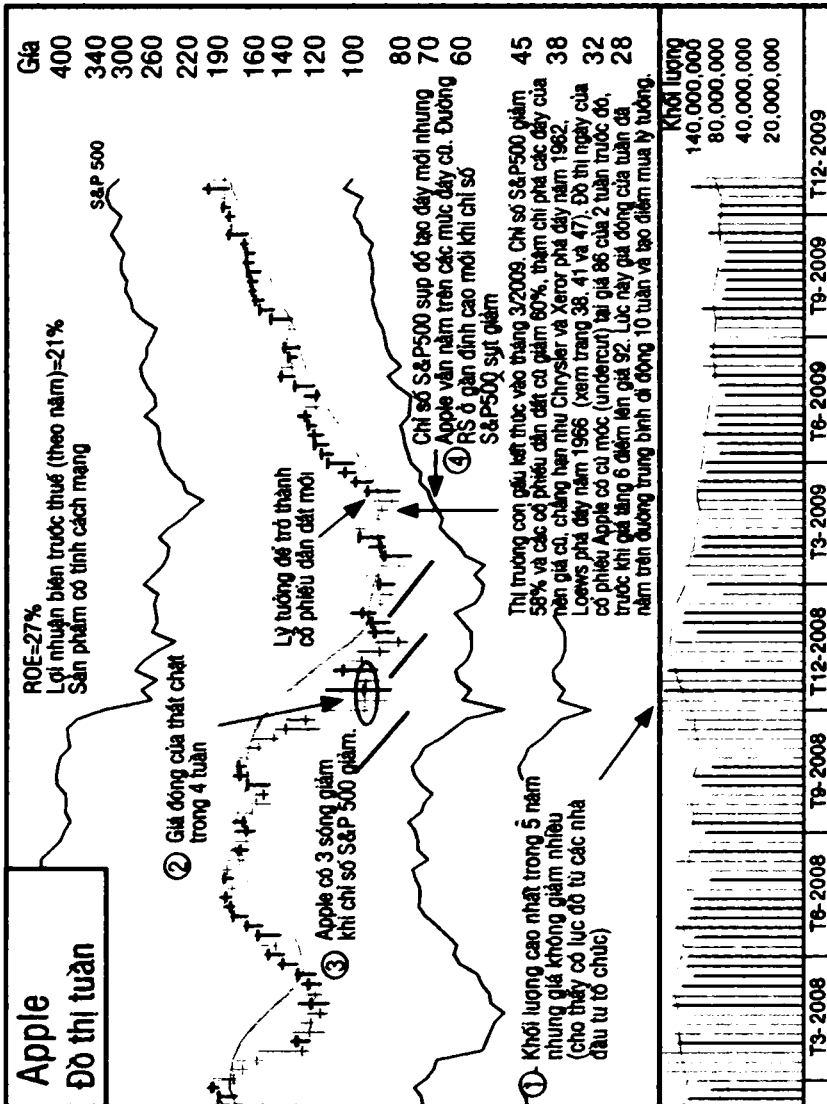 Apple
Đồ thị tuần
ROE=27%
Lợi nhuận biên trước thuế (theo năm)=21%
Sản phẩm có tính cách mạng
S&P 500
Giá
400
340
300
260
220
190
160
140
120
100
80
70
60
45
38
32
28
② Giá đóng cửa thắt chặt
trong 4 tuần
③ Apple có 3 sóng giảm
khi chỉ số S&P 500 giảm.
Lý tưởng để trở thành
cổ phiếu dẫn dắt mới
Chỉ số S&P500 sụp đổ tạo đáy mới nhưng
Apple vẫn nằm trên các mức đáy cũ. Đường
④ RS ở gần đỉnh cao mới khi chỉ số
S&P500 sụt giảm
Thị trường con gấu kết thúc vào tháng 3/2009. Chỉ số S&P500 giảm
58% và các cổ phiếu dẫn dắt cũ giảm 60%, thậm chí phá các đáy của
nền giá cũ, chẳng hạn như Chrysler và Xeror phá đáy năm 1962,
Loews phá đáy năm 1966 (xem trang 38, 41 và 47). Đồ thị ngày của
cổ phiếu Apple có cú móc (undercut) tại giá 86 của 2 tuần trước đó,
trước khi giá tăng 6 điểm lên giá 92. Lúc này giá đóng cửa tuần đã
nằm trên đường trung bình di động 10 tuần và tạo điểm mua lý tưởng.
① Khối lượng cao nhất trong 5 năm
nhưng giá không giảm nhiều
(cho thấy có lực đỡ từ các nhà
đầu tư tổ chức)
Khối lượng
140,000,000
80,000,000
40,000,000
20,000,000
T3-2008 T6-2008 T9-2008 T12-2008 T3-2009 T6-2009 T9-2009 T12-2009